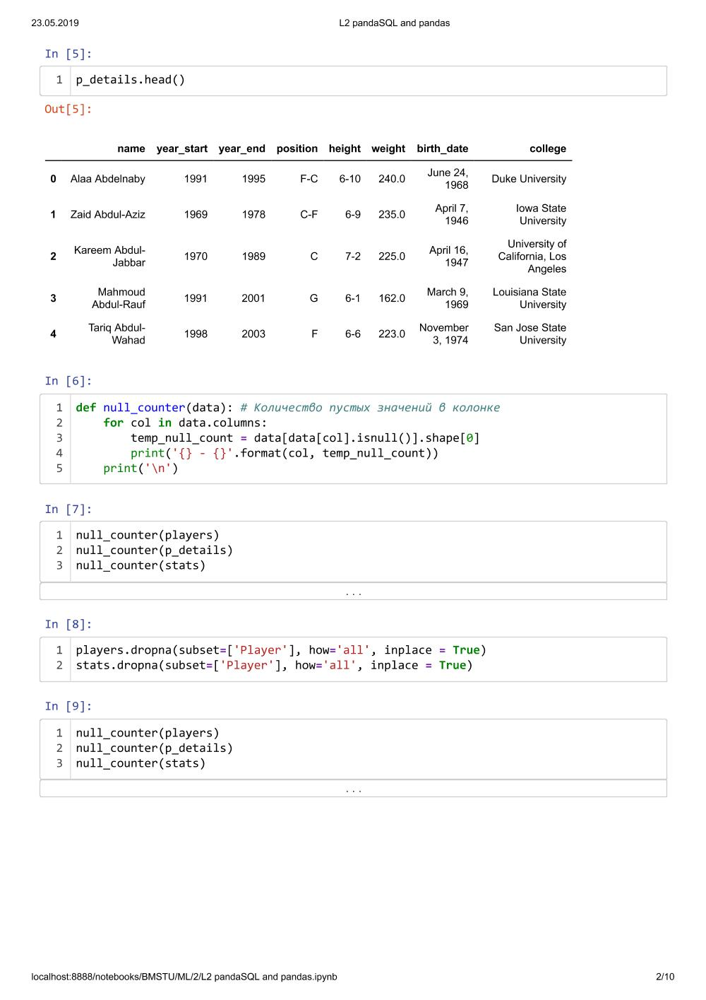 23.05.2019 L2 pandaSQL and pandas
In [5]:
1 p_details.head()
Out[5]:
name year_start year_end position height weight birth_date college
0 Alaa Abdelnaby 1991 1995 F-C 6-10 240.0 June 24, 1968 Duke University
1 Zaid Abdul-Aziz 1969 1978 C-F 6-9 235.0 April 7, 1946 Iowa State University
2 Kareem Abdul-Jabbar 1970 1989 C 7-2 225.0 April 16, 1947 University of California, Los Angeles
3 Mahmoud Abdul-Rauf 1991 2001 G 6-1 162.0 March 9, 1969 Louisiana State University
4 Tariq Abdul-Wahad 1998 2003 F 6-6 223.0 November 3, 1974 San Jose State University
In [6]:
1 def null_counter(data): # Количество пустых значений в колонке
2     for col in data.columns:
3         temp_null_count = data[data[col].isnull()].shape[0]
4         print('{} - {}'.format(col, temp_null_count))
5     print('\n')
In [7]:
1 null_counter(players)
2 null_counter(p_details)
3 null_counter(stats)
...
In [8]:
1 players.dropna(subset=['Player'], how='all', inplace = True)
2 stats.dropna(subset=['Player'], how='all', inplace = True)
In [9]:
1 null_counter(players)
2 null_counter(p_details)
3 null_counter(stats)
...
localhost:8888/notebooks/BMSTU/ML/2/L2 pandaSQL and pandas.ipynb 2/10